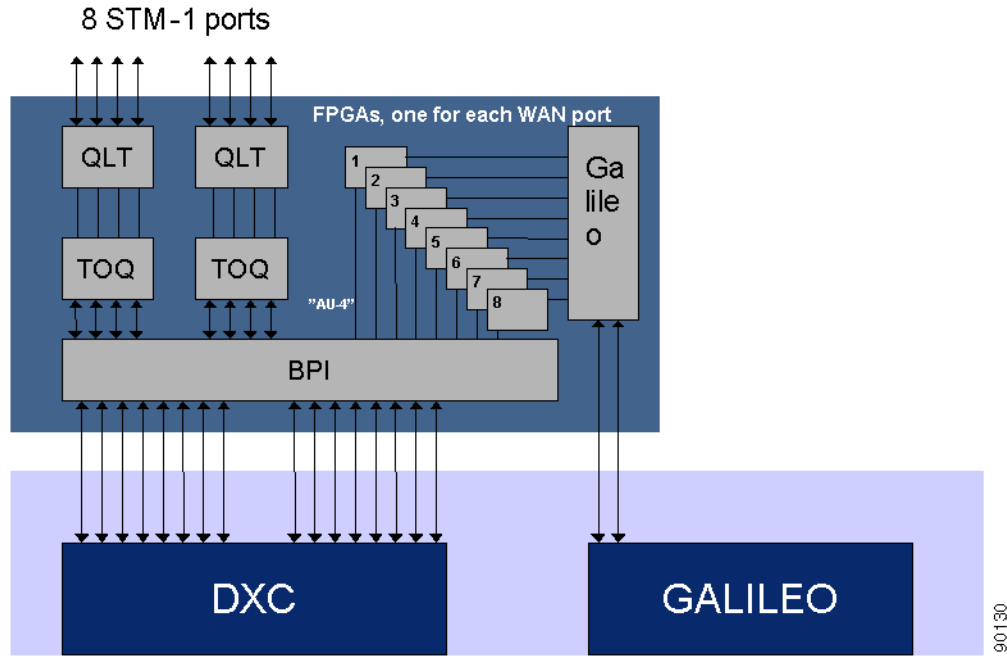 8 STM-1 ports
FPGAs, one for each WAN port
QLT
QLT
1
2
3
4
5
6
7
8
Ga
lile
o
TOQ
TOQ
"AU-4"
BPI
DXC
GALILEO
90130